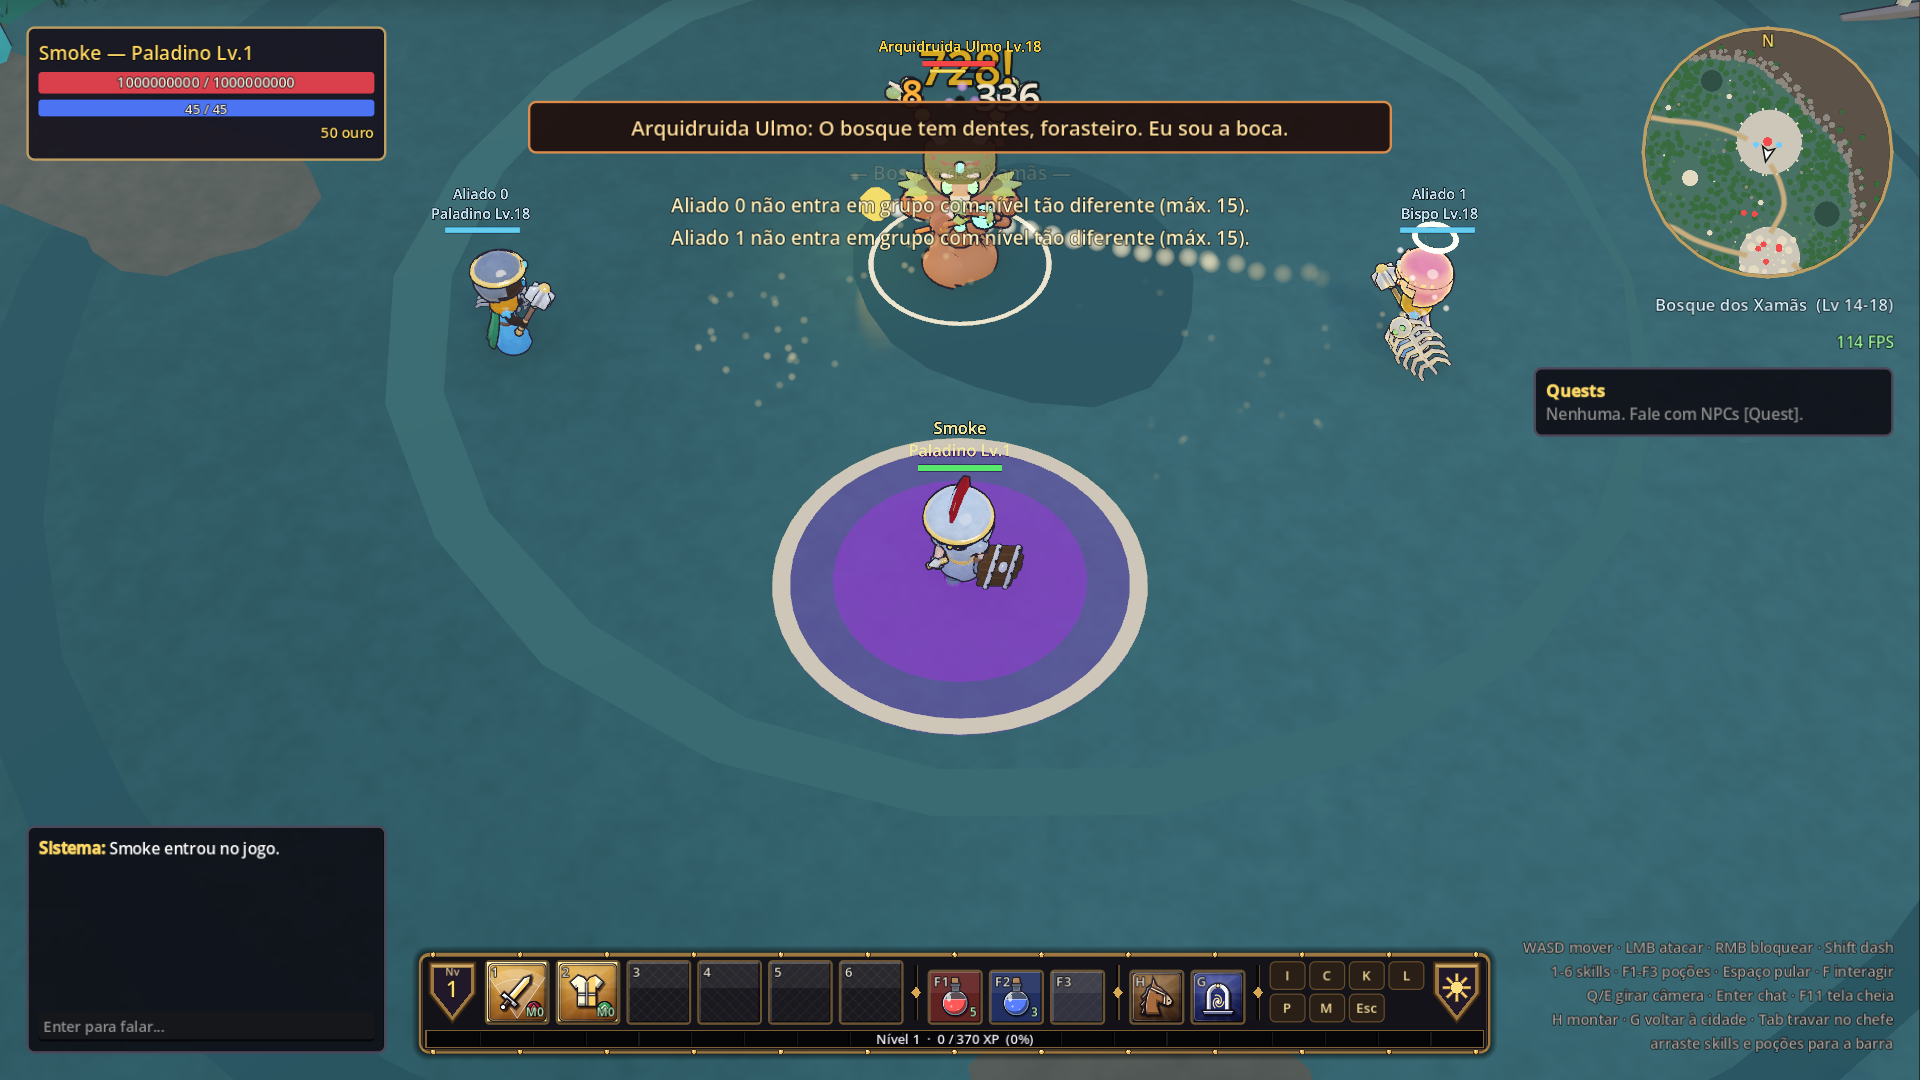 Smoke — Paladino Lv.1
1000000000 / 1000000000
45 / 45
50 ouro
Arquidruida Ulmo Lv.18
728!
8
336
Arquidruida Ulmo: O bosque tem dentes, forasteiro. Eu sou a boca.
— Bosque dos Xamãs —
Aliado 0 não entra em grupo com nível tão diferente (máx. 15).
Aliado 1 não entra em grupo com nível tão diferente (máx. 15).
Aliado 0
Paladino Lv.18
Aliado 1
Bispo Lv.18
N
Bosque dos Xamãs (Lv 14-18)
114 FPS
Quests
Nenhuma. Fale com NPCs [Quest].
Smoke
Paladino Lv.1
Sistema: Smoke entrou no jogo.
Enter para falar...
Nv
1
1
M0
2
M0
3
4
5
6
F1
5
F2
3
F3
H
G
I
C
K
L
P
M
Esc
Nível 1 · 0 / 370 XP (0%)
WASD mover · LMB atacar · RMB bloquear · Shift dash
1-6 skills · F1-F3 poções · Espaço pular · F interagir
Q/E girar câmera · Enter chat · F11 tela cheia
H montar · G voltar à cidade · Tab travar no chefe
arraste skills e poções para a barra